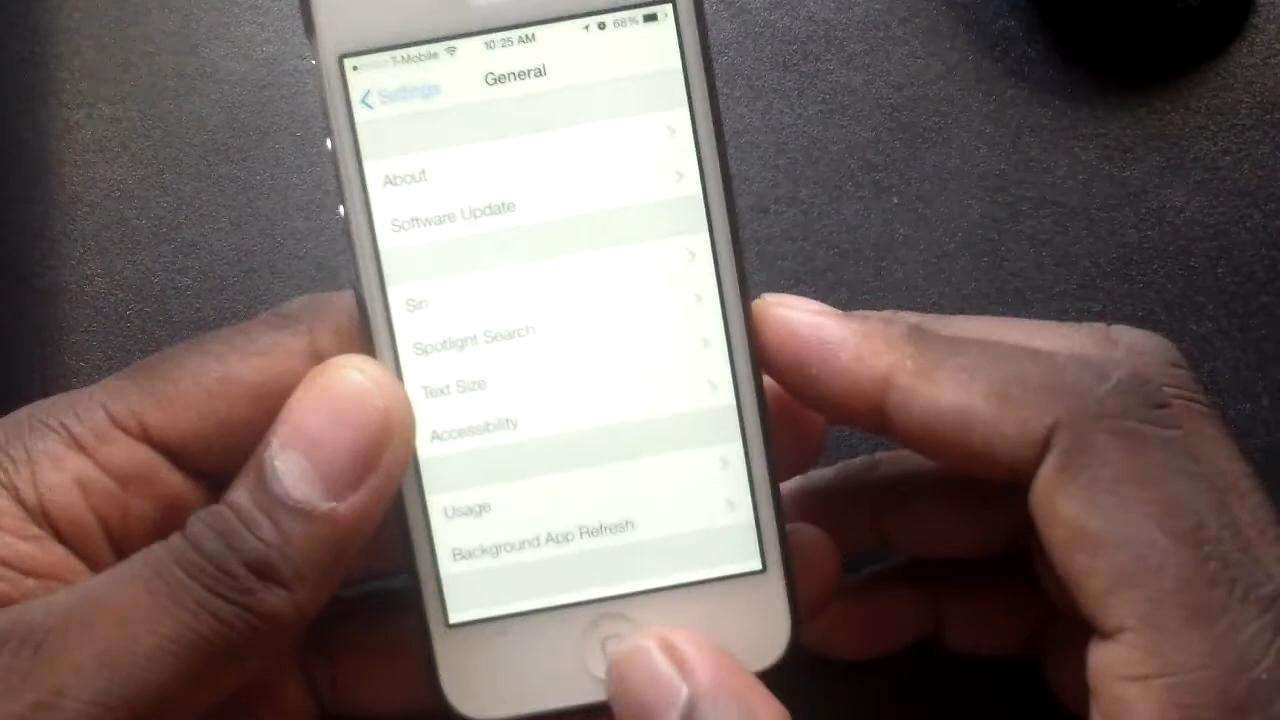 T-Mobile 10:25 AM 68%
Settings General
About
Software Update
Siri
Spotlight Search
Text Size
Accessibility
Usage
Background App Refresh